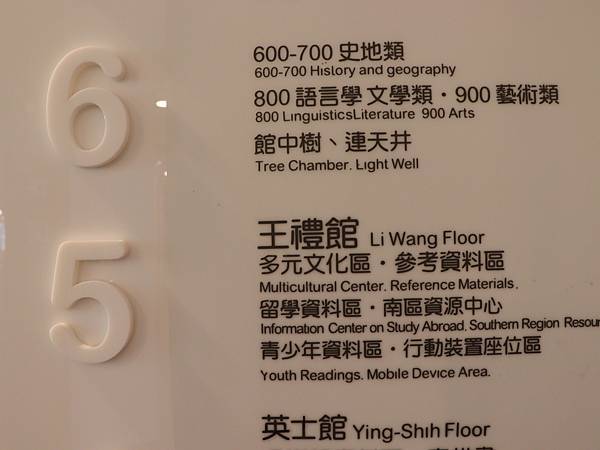 6
600-700 史地類
600-700 History and geography
800 語言學 文學類・900 藝術類
800 LinguisticsLiterature 900 Arts
館中樹、連天井
Tree Chamber. Light Well
5
王禮館 Li Wang Floor
多元文化區・參考資料區
Multicultural Center. Reference Materials.
留學資料區・南區資源中心
Information Center on Study Abroad. Southern Region Resour
青少年資料區・行動裝置座位區
Youth Readings. Mobile Device Area.
英士館 Ying-Shih Floor